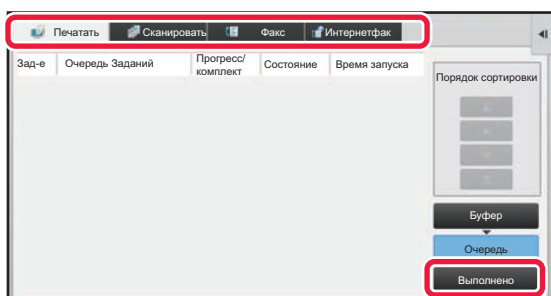 Печатать Сканировать Факс Интернетфак
Зад-е Очередь Заданий Прогресс/ комплект Состояние Время запуска
Порядок сортировки
Буфер
Очередь
Выполнено